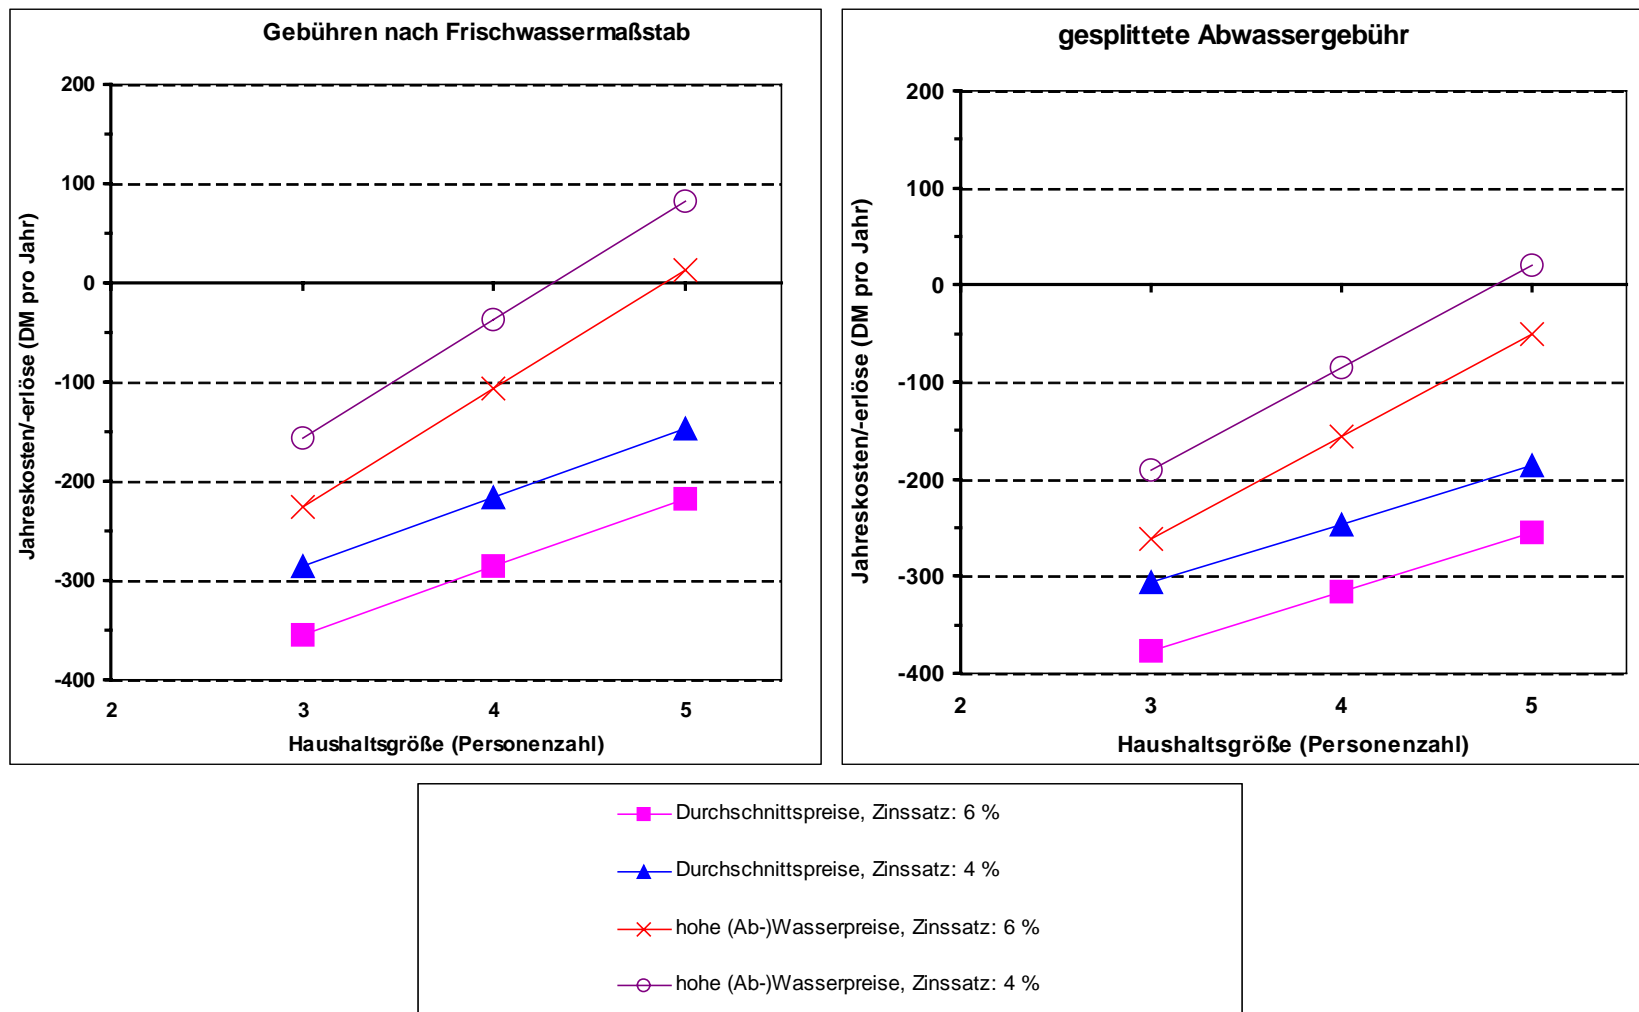 Gebühren nach Frischwassermaßstab
200
100
0
-100
-200
-300
-400
2
3
4
5
Jahreskosten/-erlöse (DM pro Jahr)
Haushaltsgröße (Personenzahl)
gesplittete Abwassergebühr
200
100
0
-100
-200
-300
-400
2
3
4
5
Jahreskosten/-erlöse (DM pro Jahr)
Haushaltsgröße (Personenzahl)
Durchschnittspreise, Zinssatz: 6 %
Durchschnittspreise, Zinssatz: 4 %
hohe (Ab-)Wasserpreise, Zinssatz: 6 %
hohe (Ab-)Wasserpreise, Zinssatz: 4 %